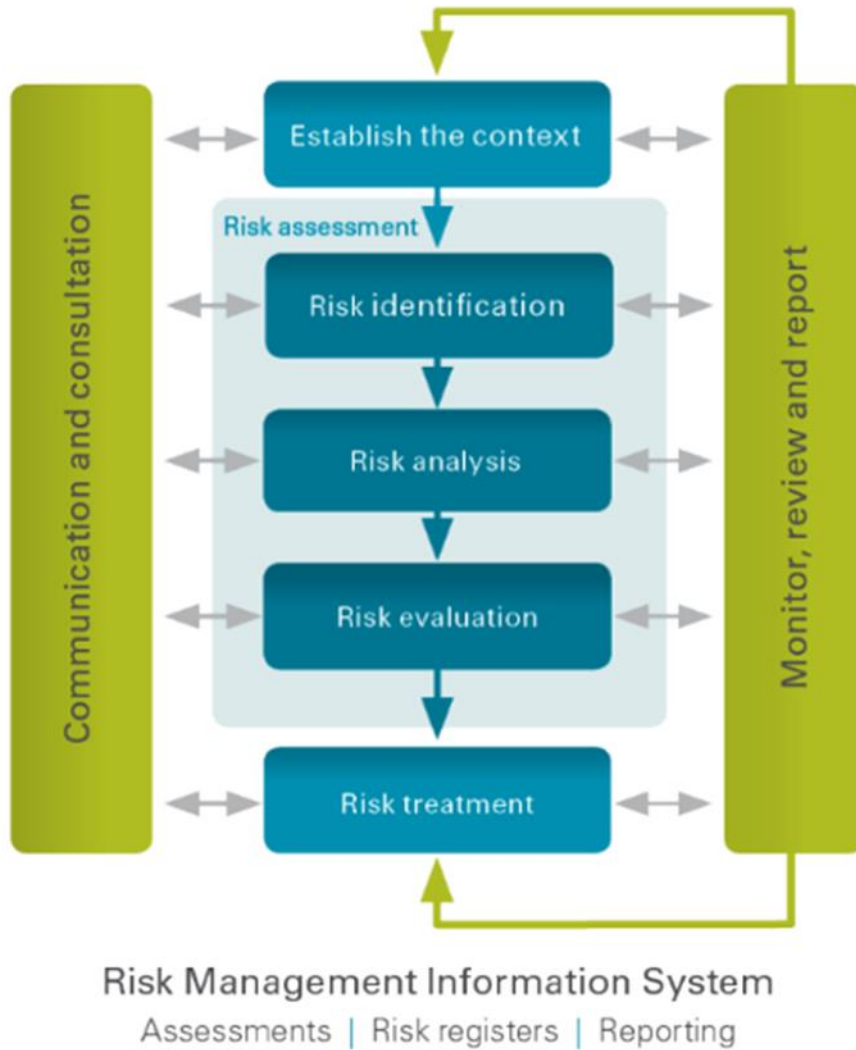 Establish the context
Risk assessment
Risk identification
Risk analysis
Risk evaluation
Risk treatment
Communication and consultation
Monitor, review and report
Risk Management Information System
Assessments | Risk registers | Reporting